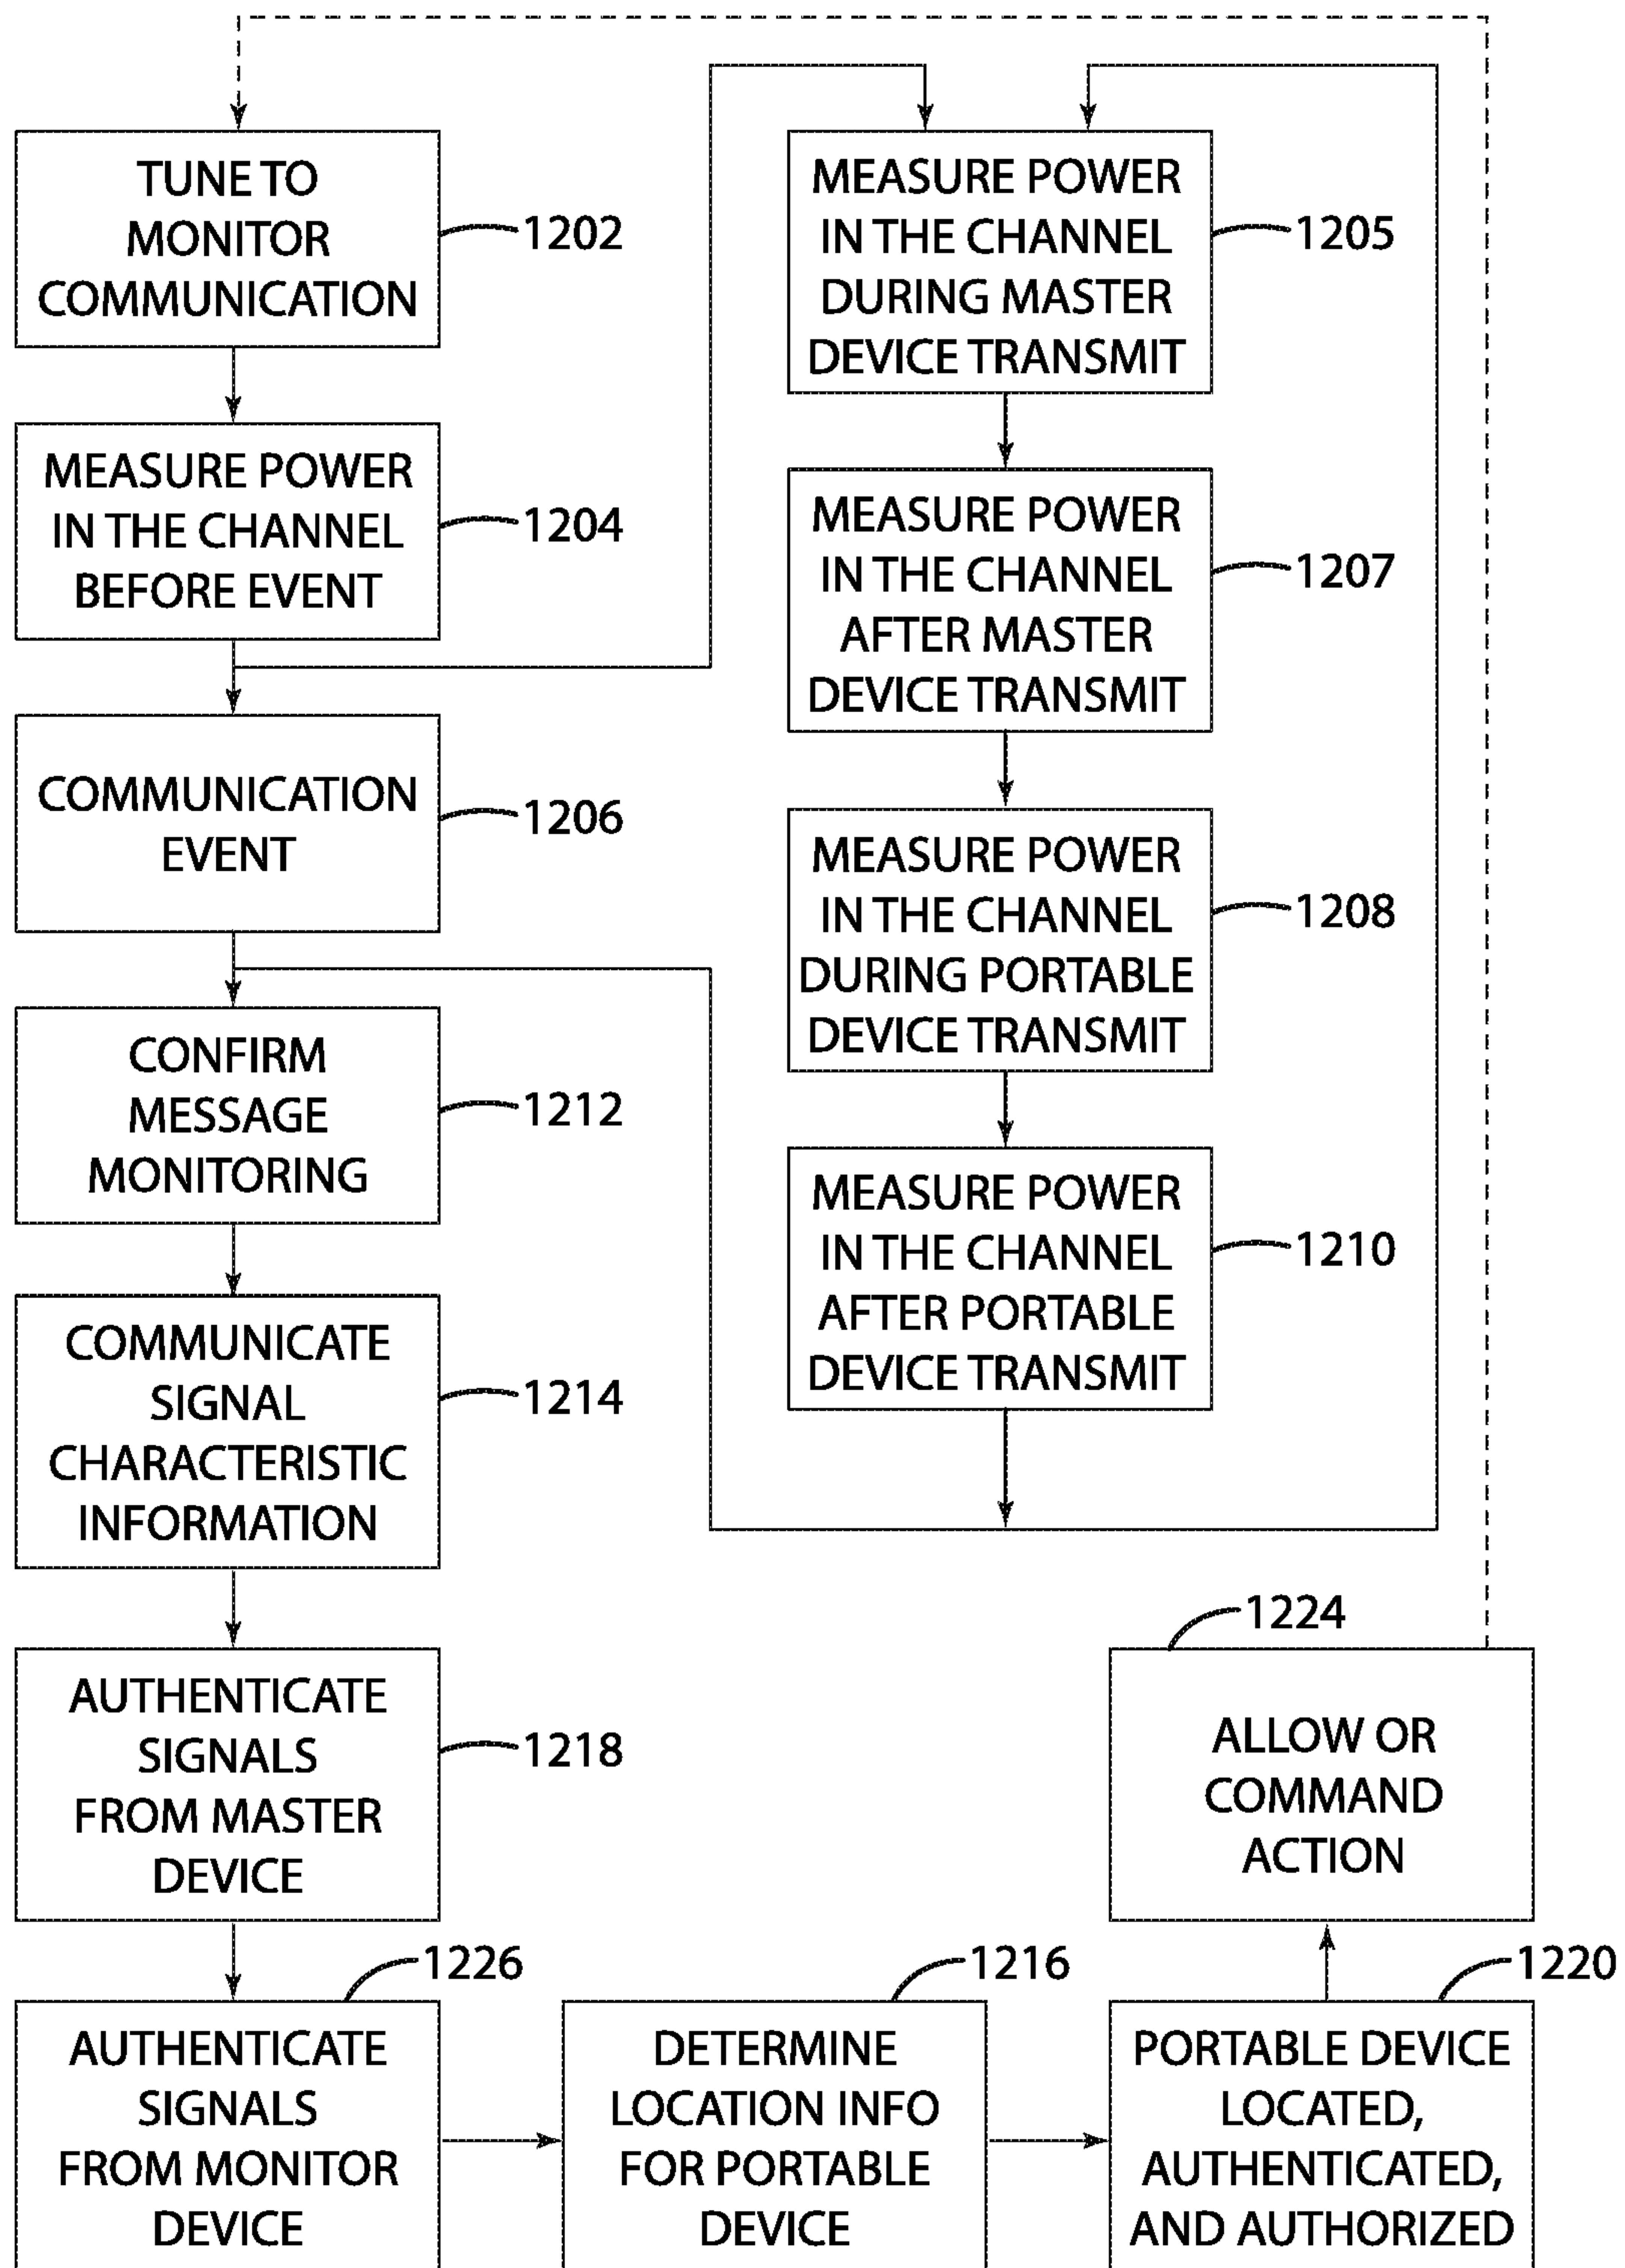 TUNE TO
MONITOR
COMMUNICATION
1202
MEASURE POWER
IN THE CHANNEL
BEFORE EVENT
1204
COMMUNICATION
EVENT
1206
CONFIRM
MESSAGE
MONITORING
1212
COMMUNICATE
SIGNAL
CHARACTERISTIC
INFORMATION
1214
AUTHENTICATE
SIGNALS
FROM MASTER
DEVICE
1218
MEASURE POWER
IN THE CHANNEL
DURING MASTER
DEVICE TRANSMIT
1205
MEASURE POWER
IN THE CHANNEL
AFTER MASTER
DEVICE TRANSMIT
1207
MEASURE POWER
IN THE CHANNEL
DURING PORTABLE
DEVICE TRANSMIT
1208
MEASURE POWER
IN THE CHANNEL
AFTER PORTABLE
DEVICE TRANSMIT
1210
1226
AUTHENTICATE
SIGNALS
FROM MONITOR
DEVICE
1216
DETERMINE
LOCATION INFO
FOR PORTABLE
DEVICE
1220
PORTABLE DEVICE
LOCATED,
AUTHENTICATED,
AND AUTHORIZED
1224
ALLOW OR
COMMAND
ACTION